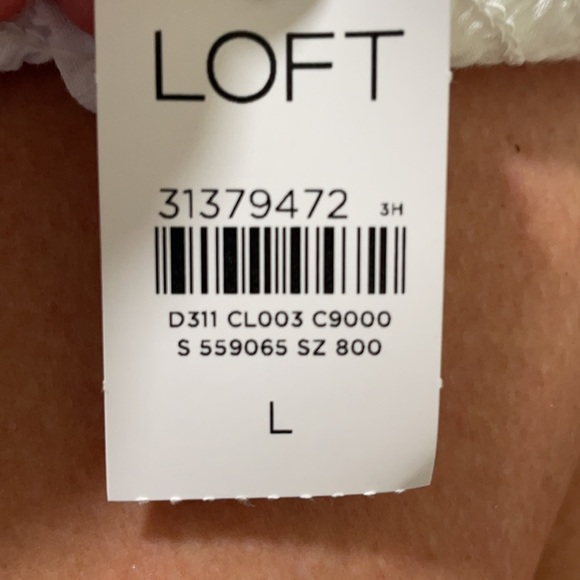 LOFT
31379472 3H
D311 CL003 C9000
S 559065 SZ 800
L